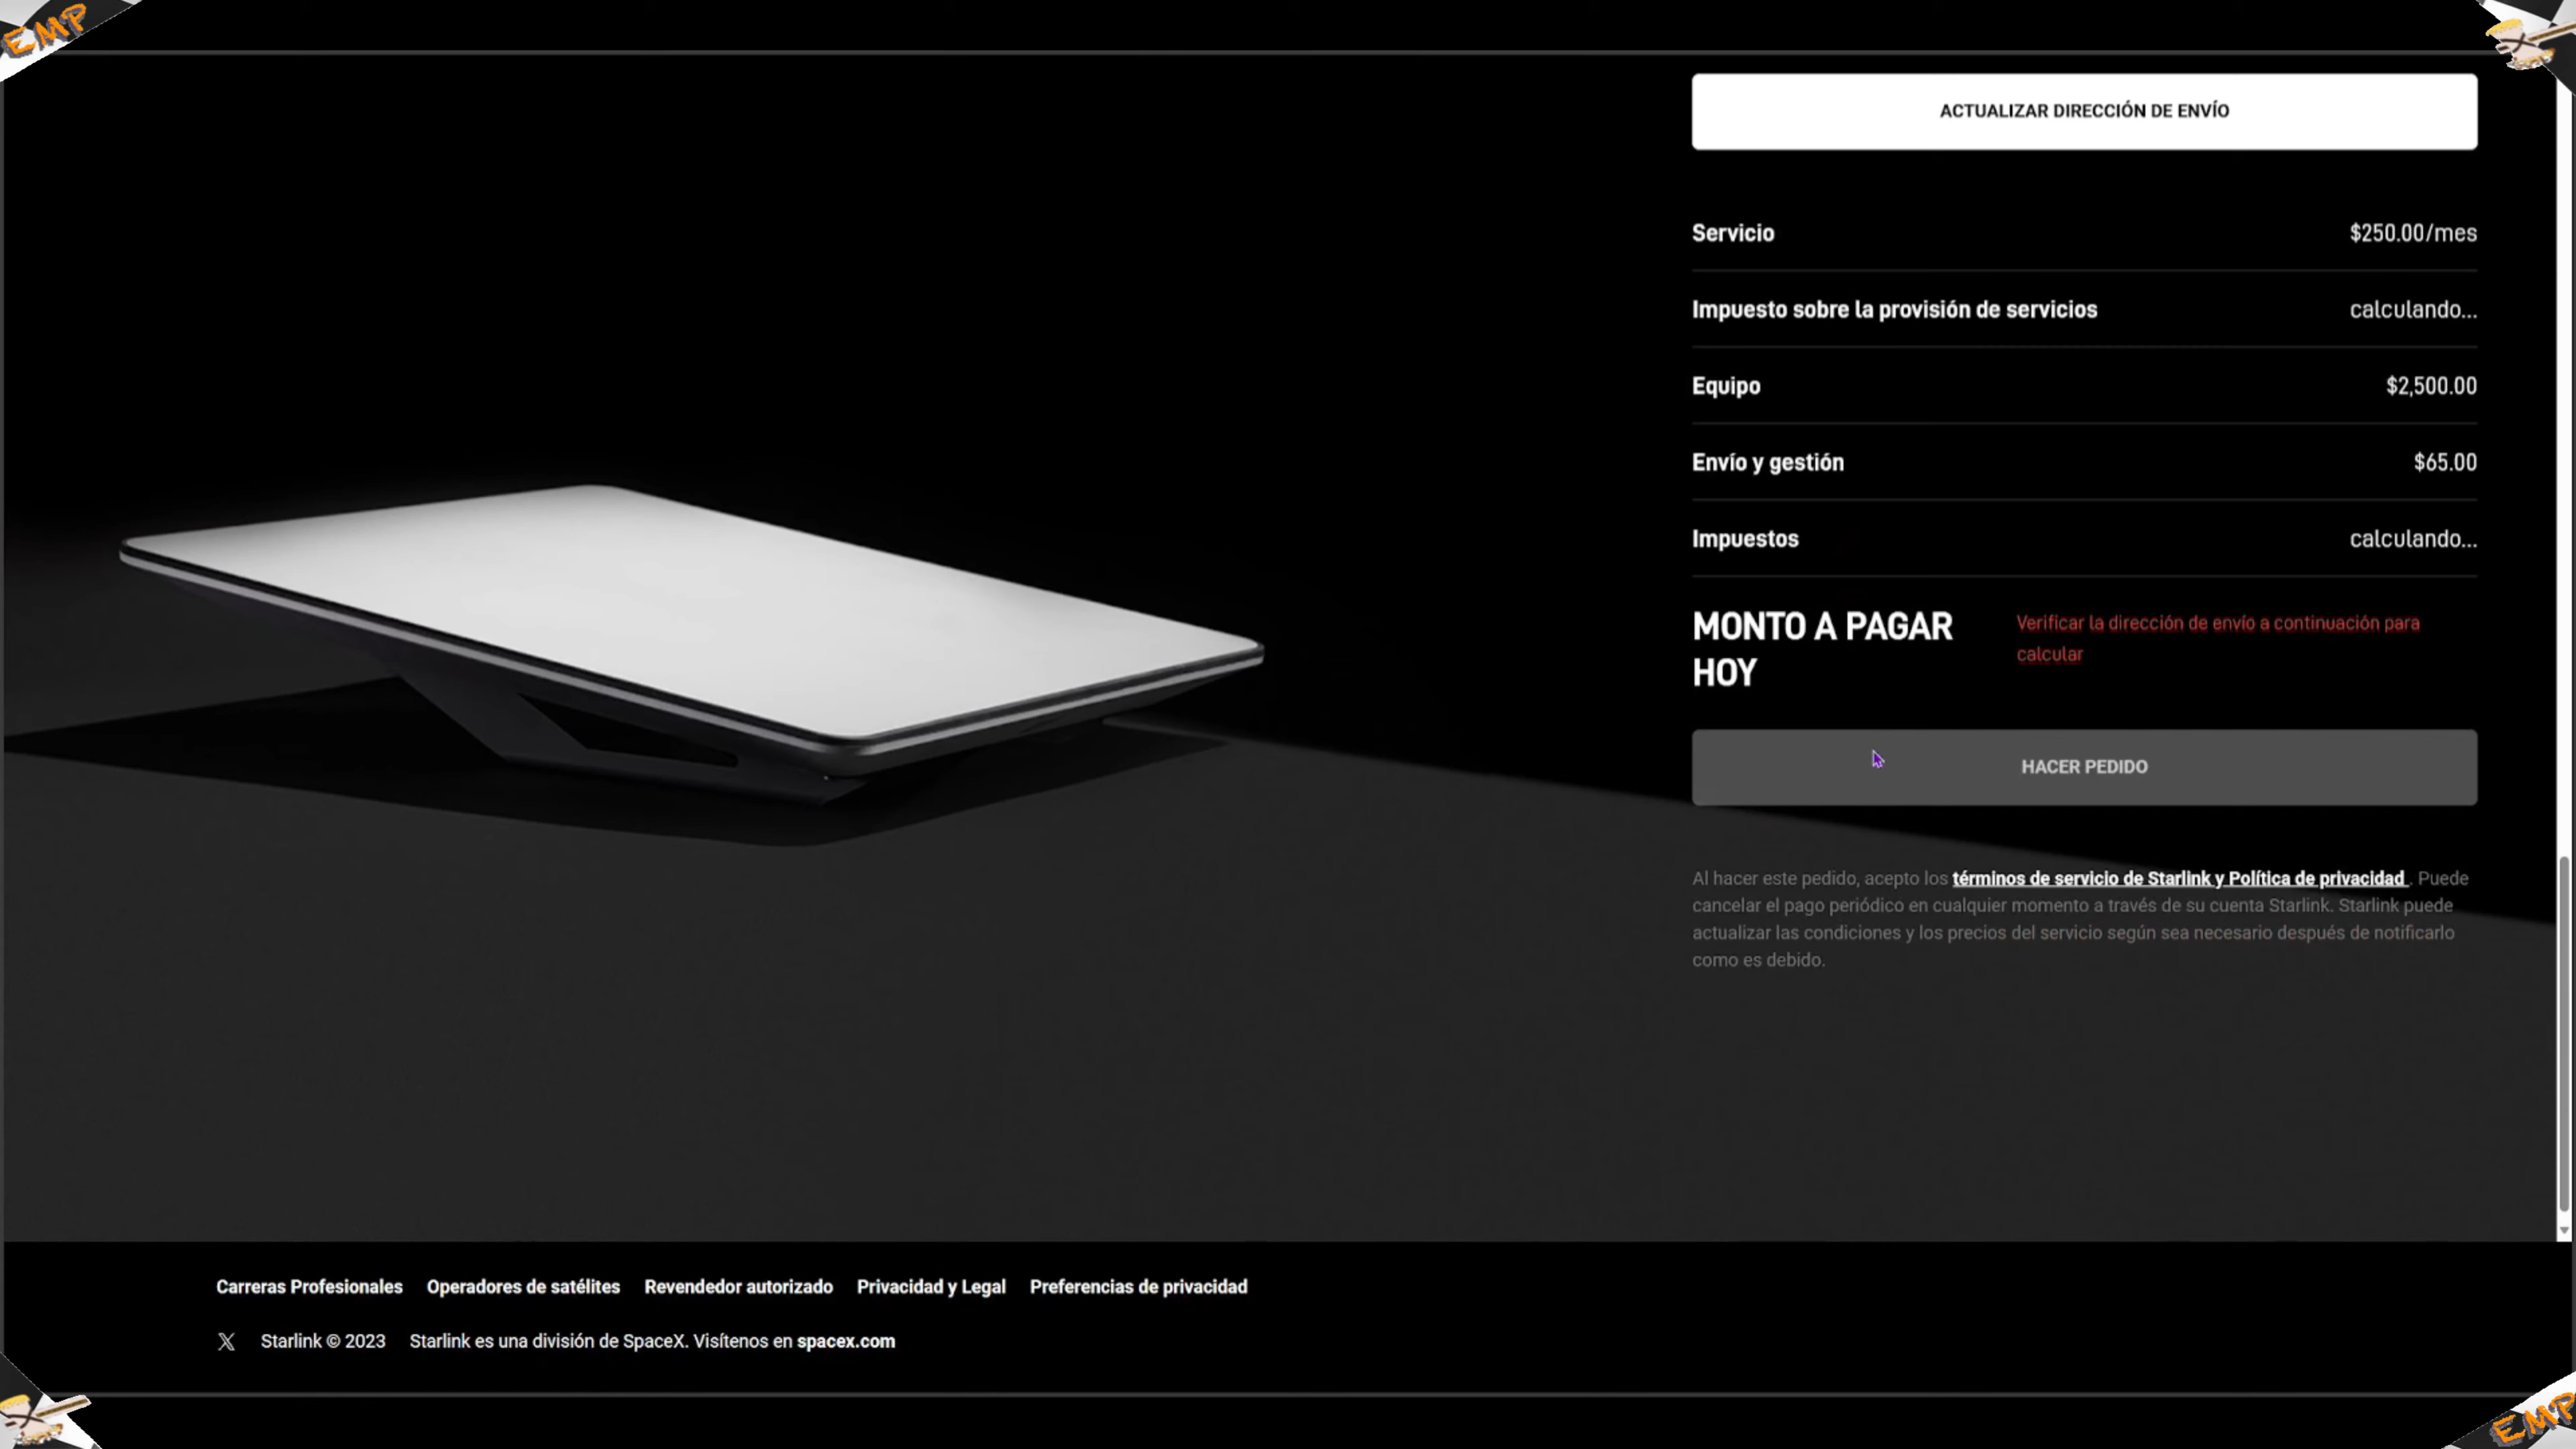 EMP
ACTUALIZAR DIRECCIÓN DE ENVÍO
Servicio $250.00/mes
Impuesto sobre la provisión de servicios calculando...
Equipo $2,500.00
Envío y gestión $65.00
Impuestos calculando...
MONTO A PAGAR
HOY
Verificar la dirección de envío a continuación para
calcular
HACER PEDIDO
Al hacer este pedido, acepto los términos de servicio de Starlink y Política de privacidad . Puede
cancelar el pago periódico en cualquier momento a través de su cuenta Starlink. Starlink puede
actualizar las condiciones y los precios del servicio según sea necesario después de notificarlo
como es debido.
Carreras Profesionales Operadores de satélites Revendedor autorizado Privacidad y Legal Preferencias de privacidad
X Starlink © 2023 Starlink es una división de SpaceX. Visítenos en spacex.com
EMP